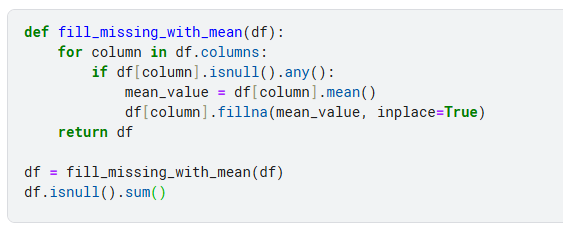 def fill_missing_with_mean(df):
    for column in df.columns:
        if df[column].isnull().any():
            mean_value = df[column].mean()
            df[column].fillna(mean_value, inplace=True)
    return df

df = fill_missing_with_mean(df)
df.isnull().sum()